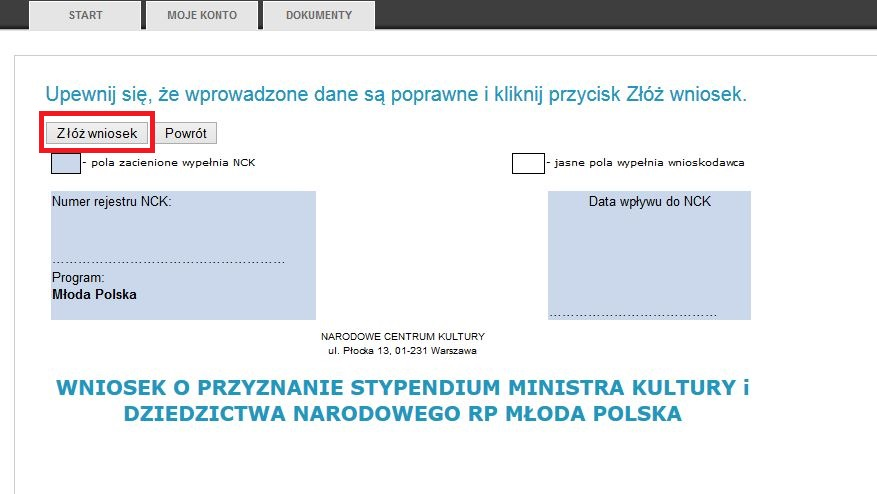 START MOJE KONTO DOKUMENTY
Upewnij się, że wprowadzone dane są poprawne i kliknij przycisk Złóż wniosek.
Złóż wniosek Powrót
- pola zacienione wypełnia NCK - jasne pola wypełnia wnioskodawca
Numer rejestru NCK: Data wpływu do NCK
……………………………………………
Program:
Młoda Polska
………………………………
NARODOWE CENTRUM KULTURY
ul. Płocka 13, 01-231 Warszawa
WNIOSEK O PRZYZNANIE STYPENDIUM MINISTRA KULTURY i
DZIEDZICTWA NARODOWEGO RP MŁODA POLSKA